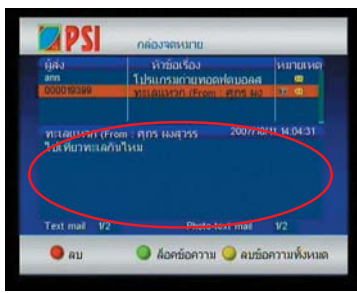 PSI
กล่องจดหมาย
ผู้ส่ง หัวข้อเรื่อง หมายเหตุ
ann โปรแกรมถ่ายทอดฟุตบอลส
000019399 ทะเลแหวก (From : ศุภร ผง
ทะเลแหวก (From : ศุภร ผงสุวรร 2007/10/11 14:04:31
ไปเที่ยวทะเลกันไหม
Text mail 1/2 Photo-text mail 1/2
ลบ ล็อคข้อความ ลบข้อความทั้งหมด